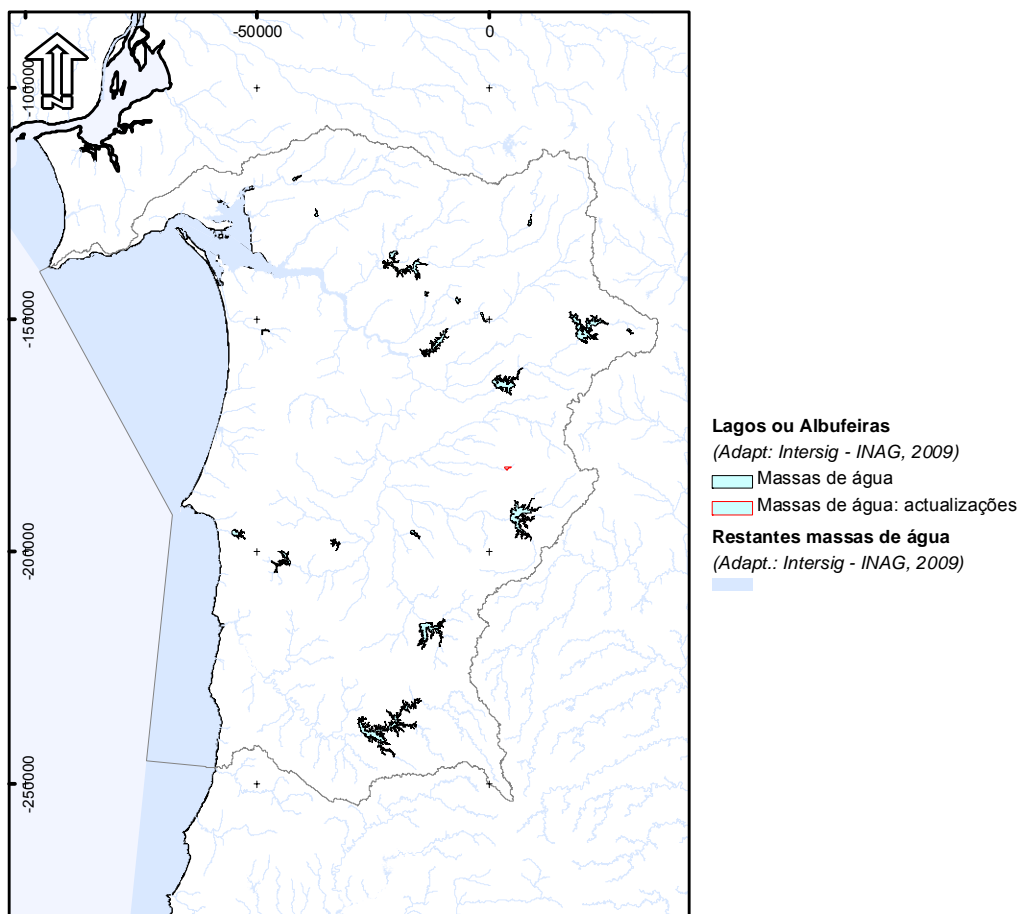 -50000
0
-100000
-150000
-200000
-250000
N
Lagos ou Albufeiras
(Adapt: Intersig - INAG, 2009)
Massas de água
Massas de água: actualizações
Restantes massas de água
(Adapt.: Intersig - INAG, 2009)